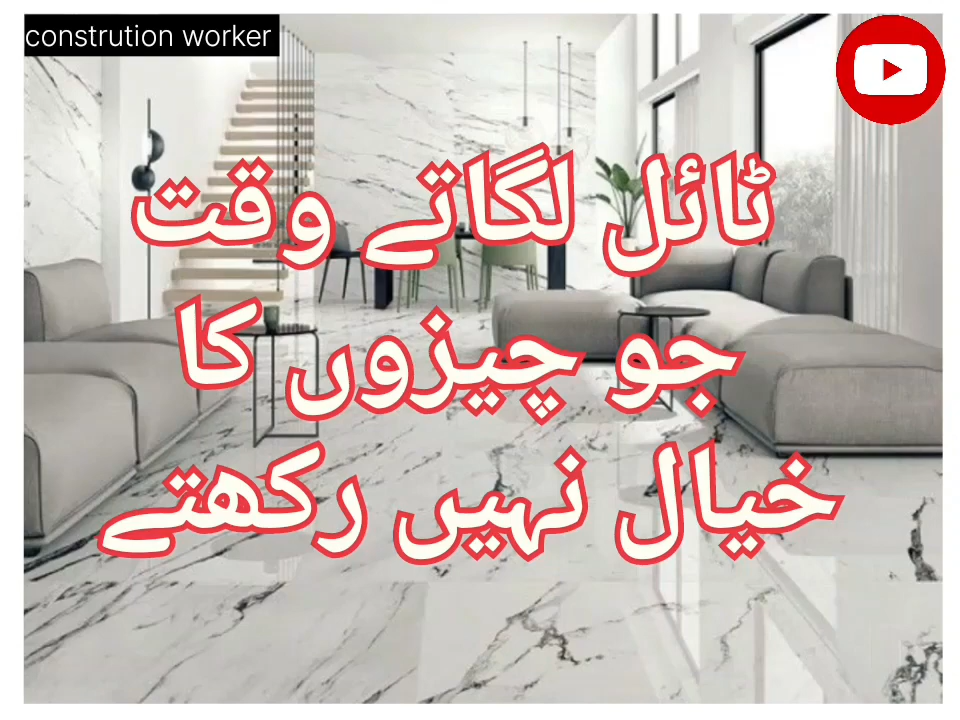 constrution worker
ٹائل لگاتے وقت
جو چیزوں کا
خیال نہیں رکھتے